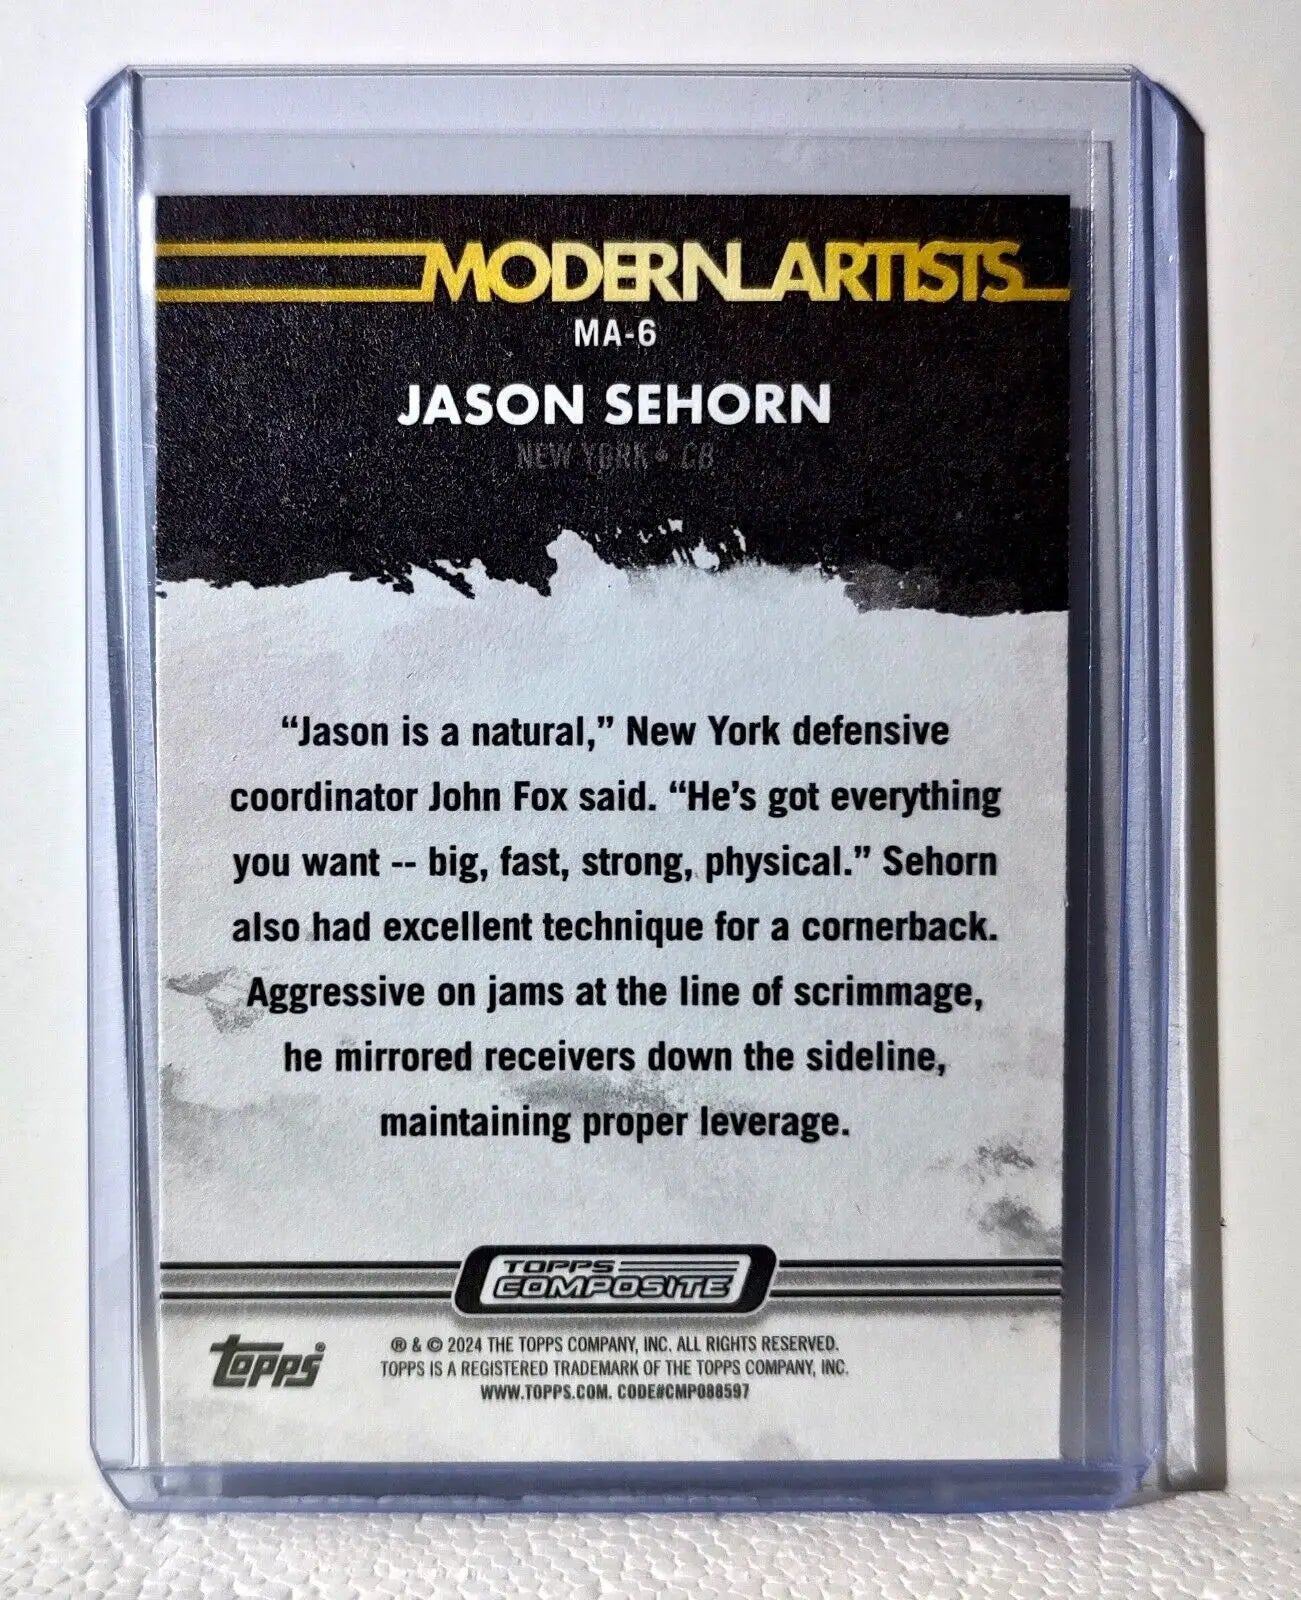 MODERN ARTISTS
MA-6
JASON SEHORN
NEW YORK • CB
“Jason is a natural,” New York defensive
coordinator John Fox said. “He’s got everything
you want -- big, fast, strong, physical.” Sehorn
also had excellent technique for a cornerback.
Aggressive on jams at the line of scrimmage,
he mirrored receivers down the sideline,
maintaining proper leverage.
TOPPS
COMPOSITE
topps®
® & © 2024 THE TOPPS COMPANY, INC. ALL RIGHTS RESERVED.
TOPPS IS A REGISTERED TRADEMARK OF THE TOPPS COMPANY, INC.
WWW.TOPPS.COM. CODE#CMP088597